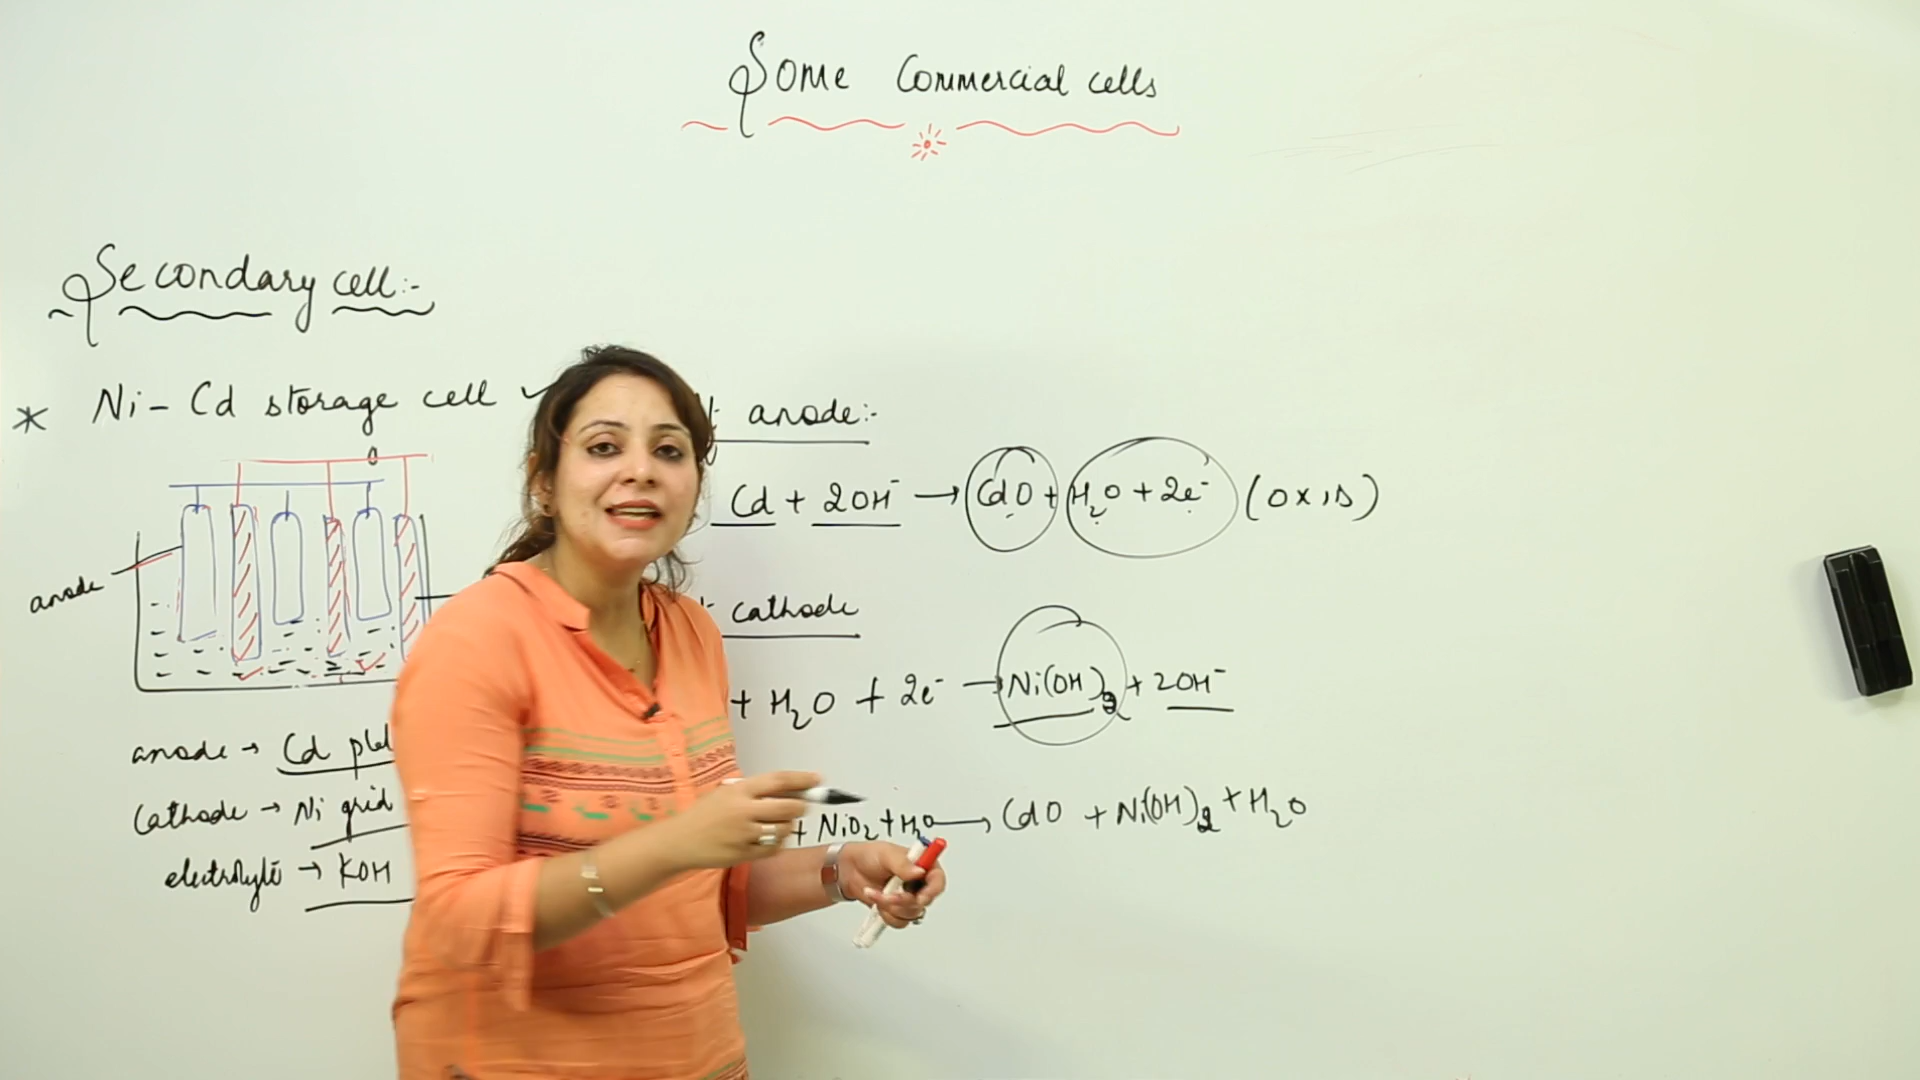 Some Commercial cells
Secondary cell:-
* Ni - Cd storage cell ✓
anode
anode → Cd
Cathode → Ni grid
electrolyte → KOH
anode:-
Cd + 2OH⁻ → CdO + H₂O + 2e⁻ (oxis)
cathode
+ H₂O + 2e⁻ → Ni(OH)₂ + 2OH⁻
+ NiO₂ + H₂O → CdO + Ni(OH)₂ + H₂O